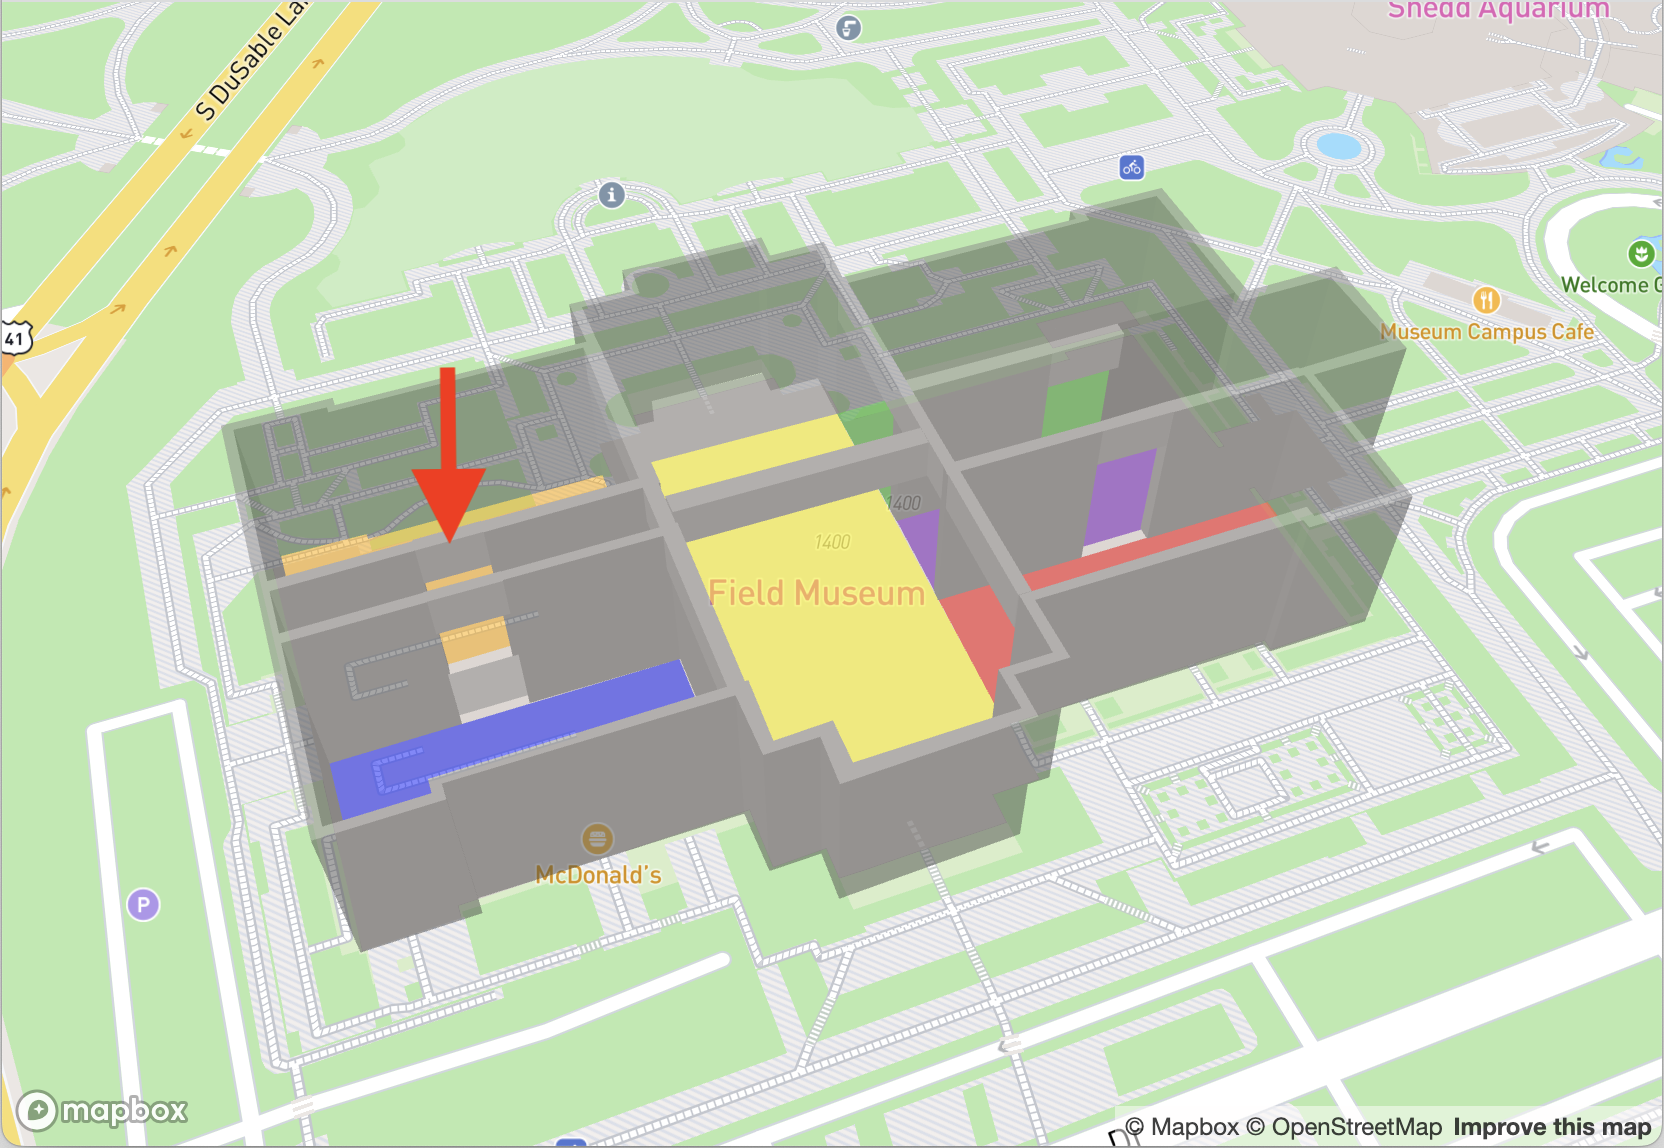 Shedd Aquarium
S DuSable La
Welcome G
Museum Campus Cafe
41
1400
1400
Field Museum
McDonald's
P
mapbox
© Mapbox © OpenStreetMap Improve this map